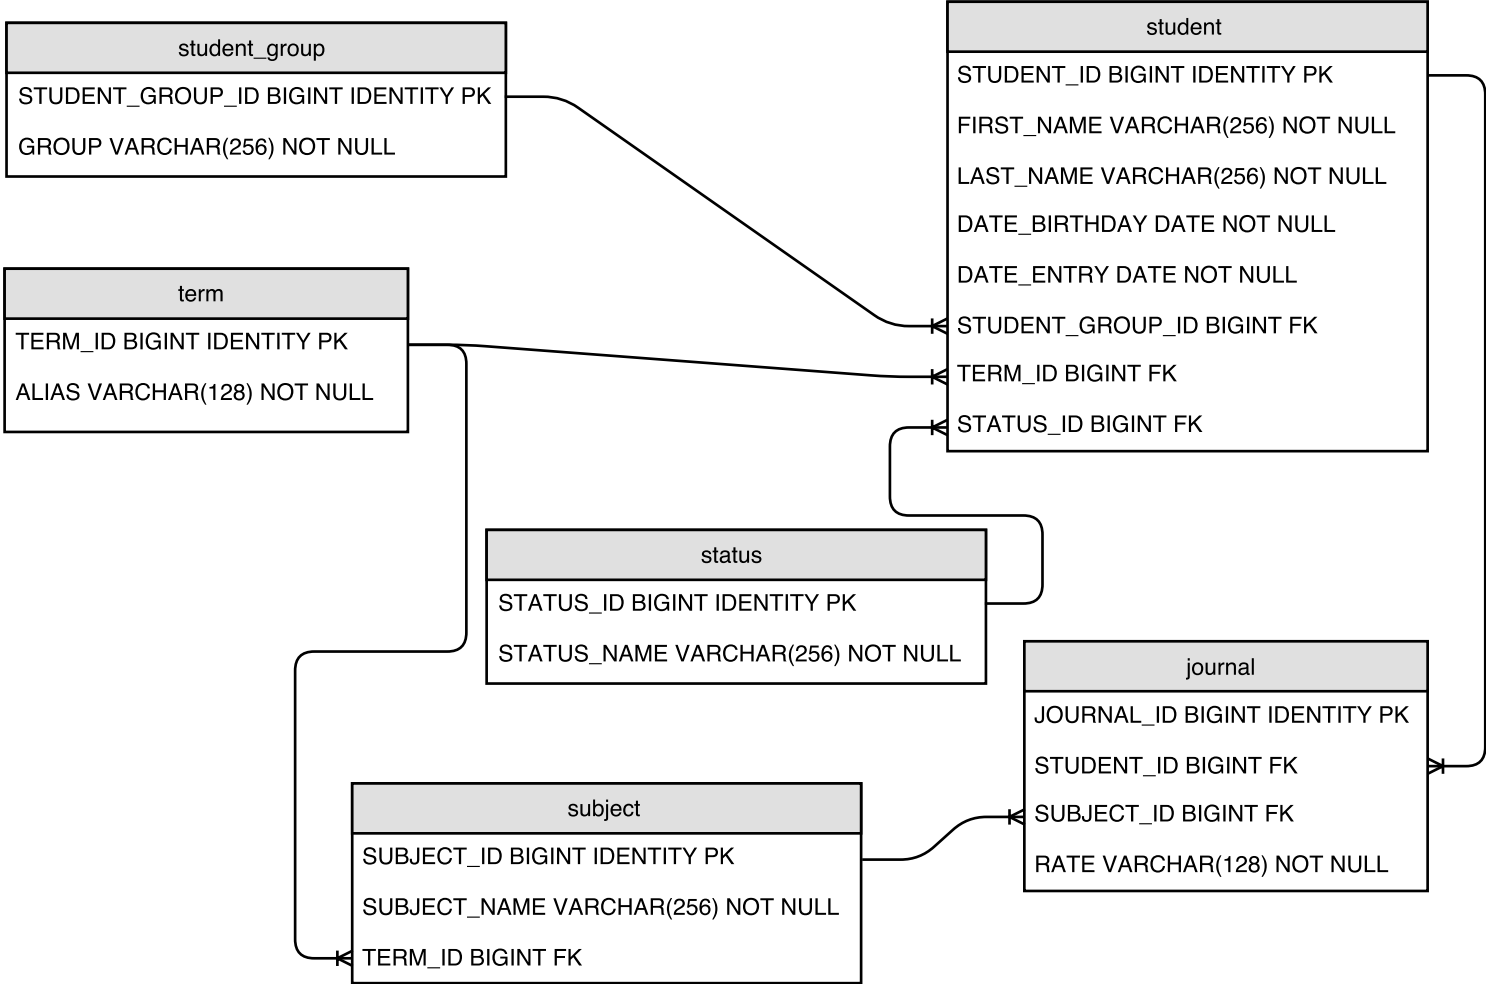 student_group
STUDENT_GROUP_ID BIGINT IDENTITY PK
GROUP VARCHAR(256) NOT NULL
student
STUDENT_ID BIGINT IDENTITY PK
FIRST_NAME VARCHAR(256) NOT NULL
LAST_NAME VARCHAR(256) NOT NULL
DATE_BIRTHDAY DATE NOT NULL
DATE_ENTRY DATE NOT NULL
STUDENT_GROUP_ID BIGINT FK
TERM_ID BIGINT FK
STATUS_ID BIGINT FK
term
TERM_ID BIGINT IDENTITY PK
ALIAS VARCHAR(128) NOT NULL
status
STATUS_ID BIGINT IDENTITY PK
STATUS_NAME VARCHAR(256) NOT NULL
journal
JOURNAL_ID BIGINT IDENTITY PK
STUDENT_ID BIGINT FK
SUBJECT_ID BIGINT FK
RATE VARCHAR(128) NOT NULL
subject
SUBJECT_ID BIGINT IDENTITY PK
SUBJECT_NAME VARCHAR(256) NOT NULL
TERM_ID BIGINT FK